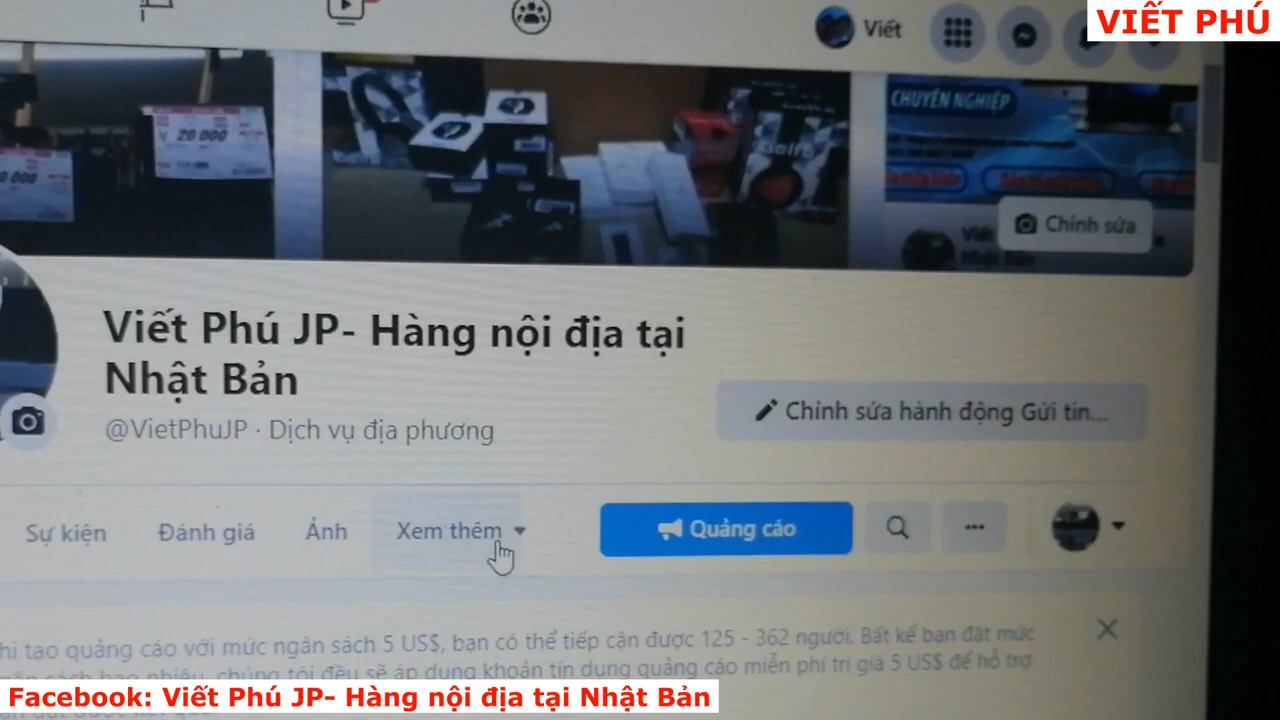 VIẾT PHÚ
Viết
CHUYÊN NGHIỆP
¥ 20 000
Chỉnh sửa
Viết Phú JP- Hàng nội địa tại
Nhật Bản
@VietPhuJP · Dịch vụ địa phương
Chỉnh sửa hành động Gửi tin...
Sự kiện Đánh giá Ảnh Xem thêm Quảng cáo
tạo quảng cáo với mức ngân sách 5 US$, bạn có thể tiếp cận được 125 - 362 người. Bất kể bạn đặt mức
chúng tôi đều sẽ áp dụng khoản tín dụng quảng cáo miễn phí trị giá 5 US$ để hỗ trợ
Facebook: Viết Phú JP- Hàng nội địa tại Nhật Bản